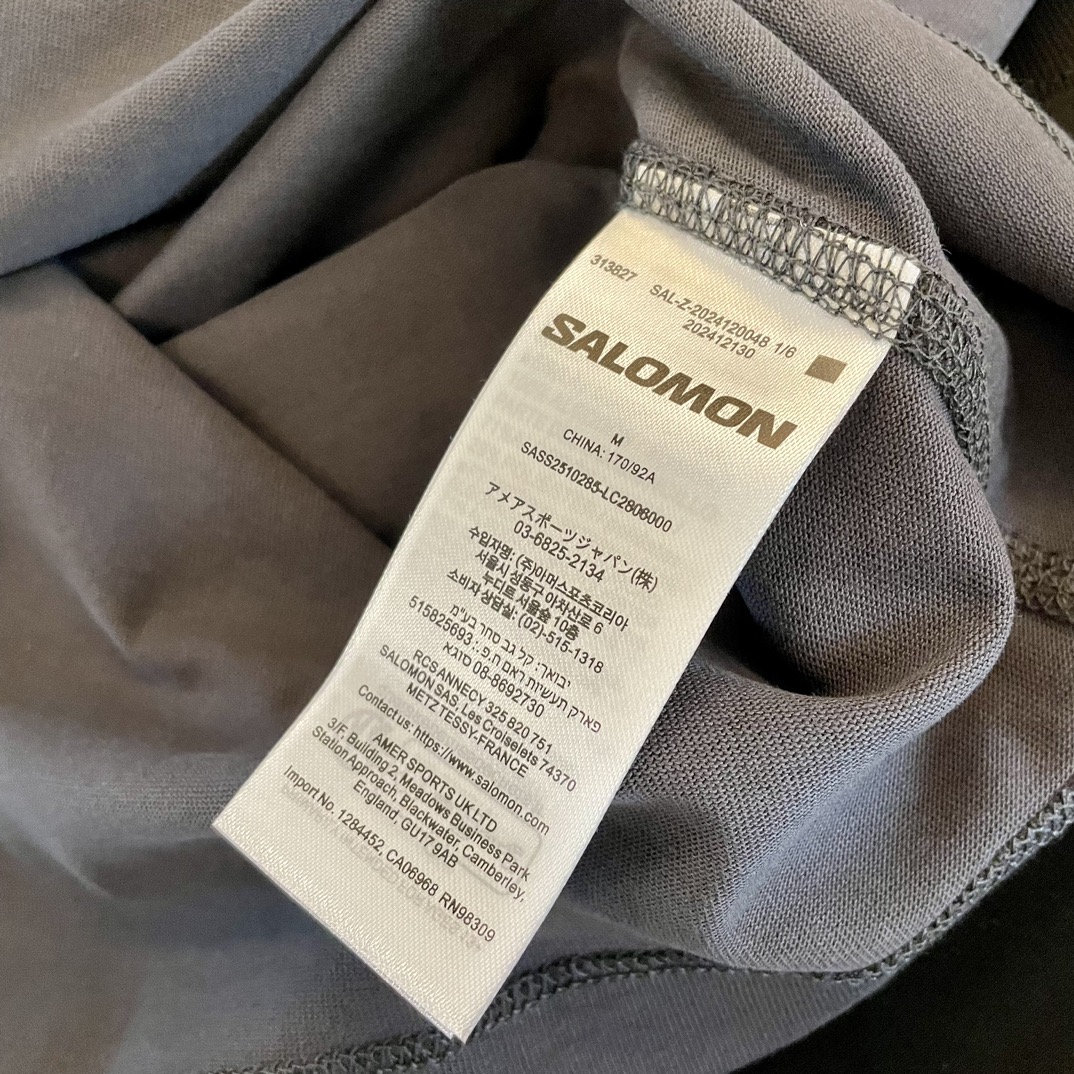 313827 SAL-Z-2024120048 1/6
202412130
SALOMON
M
CHINA: 170/92A
SASS2510285-LC2806000
アメアスポーツジャパン(株)
03-6825-2134
수입자명: (주)아머스포츠코리아
서울시 성동구 아차산로 6
누디트 서울숲 10층
소비자 상담실: (02)-515-1318
יבואר: קל גב סחר בע"מ
515825693 :.פארק תעשיות ראם ח.פ
סוגא 08-8692730
RCS ANNECY 325 820 751
SALOMON SAS, Les Croiselets 74370
METZ TESSY-FRANCE
Contact us: https://www.salomon.com
AMER SPORTS UK LTD
3/F, Building 2, Meadows Business Park
Station Approach, Blackwater, Camberley,
England, GU17 9AB
Import No. 1284452, CA06968 RN98309